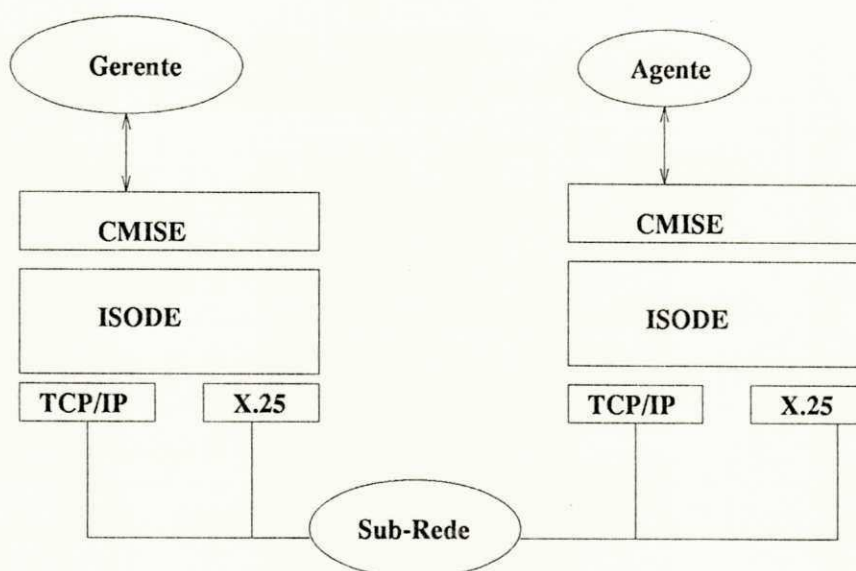 Gerente
Agente
CMISE
CMISE
ISODE
ISODE
TCP/IP
X.25
TCP/IP
X.25
Sub-Rede